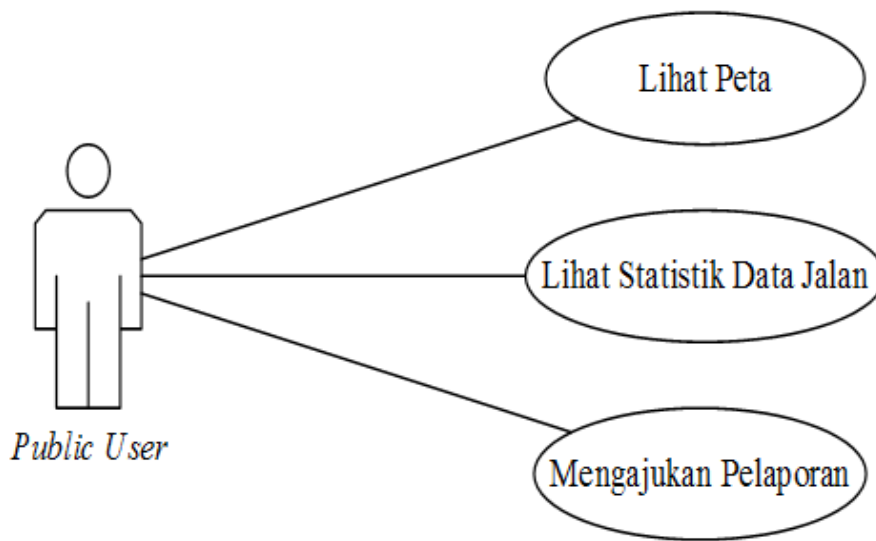 Lihat Peta
Lihat Statistik Data Jalan
Mengajukan Pelaporan
Public User